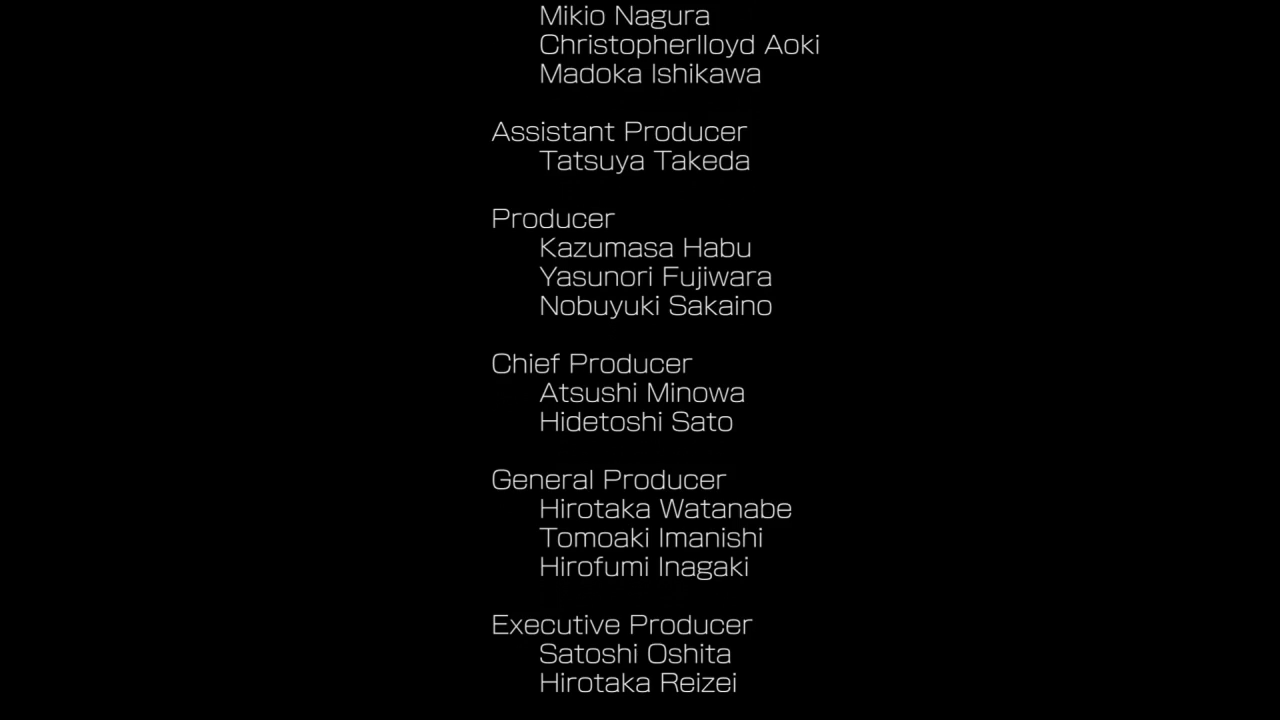 Mikio Nagura
Christopherlloyd Aoki
Madoka Ishikawa
Assistant Producer
Tatsuya Takeda
Producer
Kazumasa Habu
Yasunori Fujiwara
Nobuyuki Sakaino
Chief Producer
Atsushi Minowa
Hidetoshi Sato
General Producer
Hirotaka Watanabe
Tomoaki Imanishi
Hirofumi Inagaki
Executive Producer
Satoshi Oshita
Hirotaka Reizei